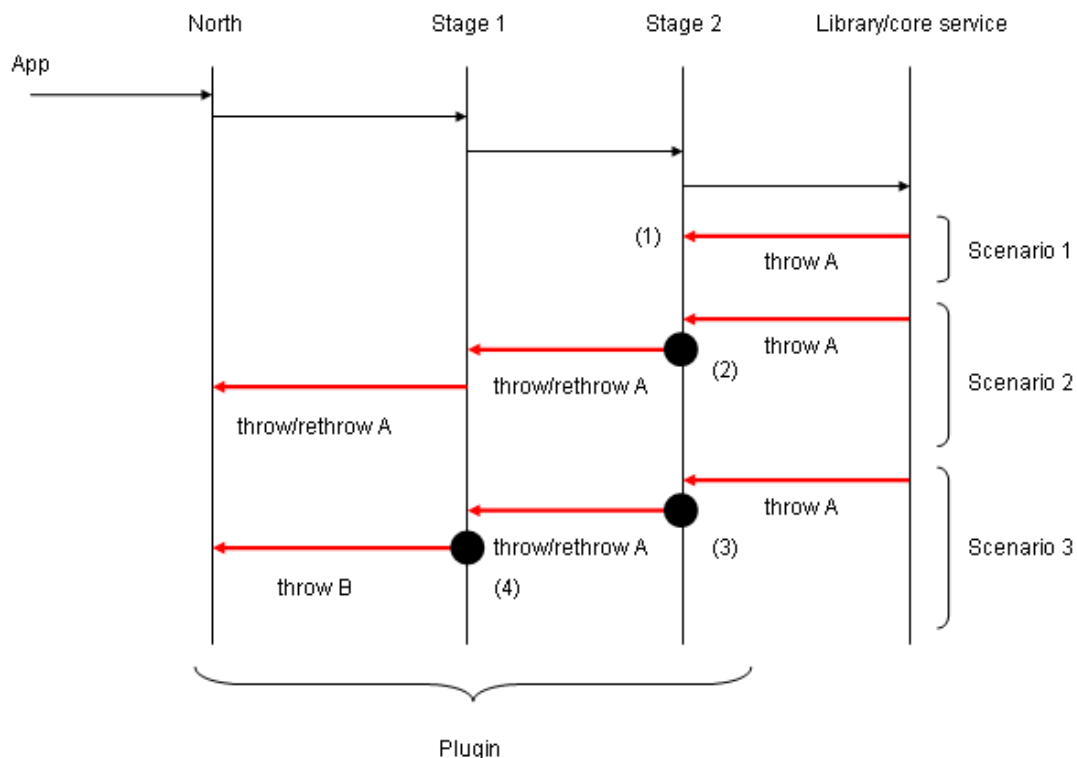 North
Stage 1
Stage 2
Library/core service
App
(1)
throw A
Scenario 1
throw A
(2)
throw/rethrow A
throw/rethrow A
Scenario 2
throw A
(3)
throw/rethrow A
Scenario 3
throw B
(4)
Plugin